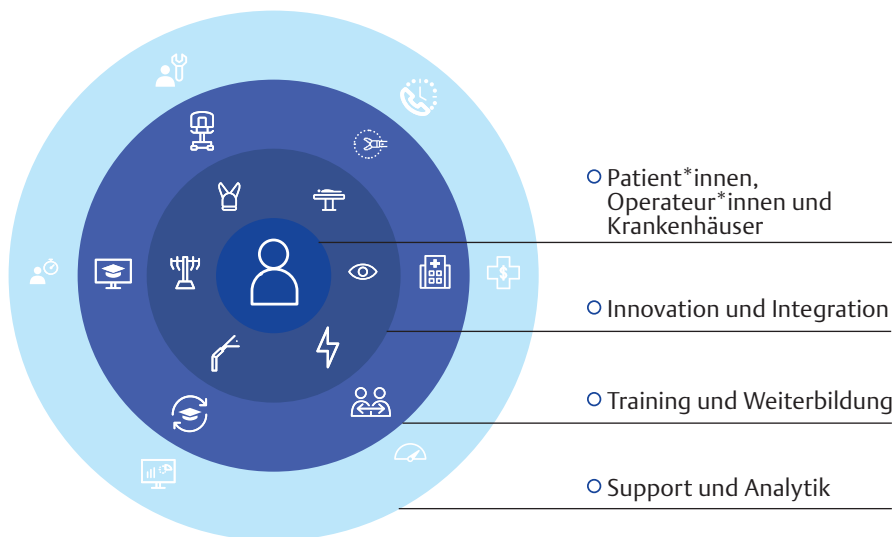 Patient*innen,
Operateur*innen und
Krankenhäuser
Innovation und Integration
Training und Weiterbildung
Support und Analytik